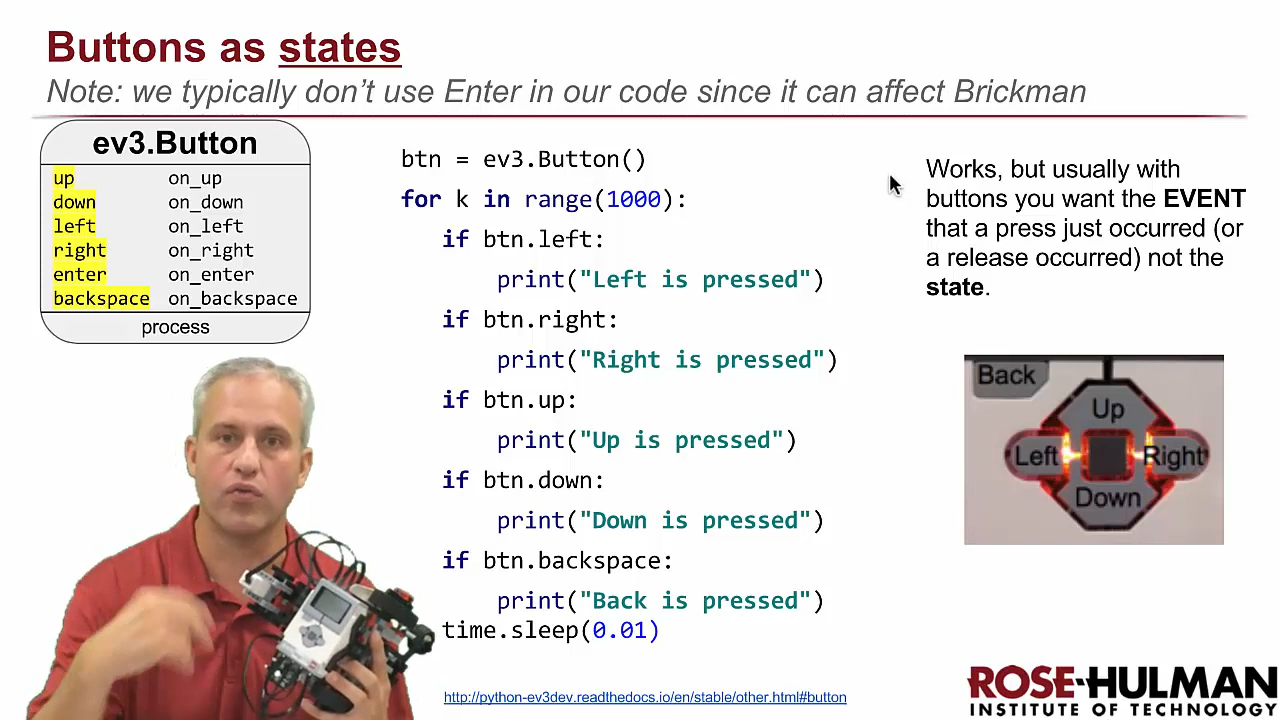 Buttons as states
Note: we typically don't use Enter in our code since it can affect Brickman
ev3.Button
up on_up
down on_down
left on_left
right on_right
enter on_enter
backspace on_backspace
process
btn = ev3.Button()
for k in range(1000):
if btn.left:
print("Left is pressed")
if btn.right:
print("Right is pressed")
if btn.up:
print("Up is pressed")
if btn.down:
print("Down is pressed")
if btn.backspace:
print("Back is pressed")
time.sleep(0.01)
http://python-ev3dev.readthedocs.io/en/stable/other.html#button
Works, but usually with
buttons you want the EVENT
that a press just occurred (or
a release occurred) not the
state.
Back
Up
Left Right
Down
ROSE-HULMAN
INSTITUTE OF TECHNOLOGY